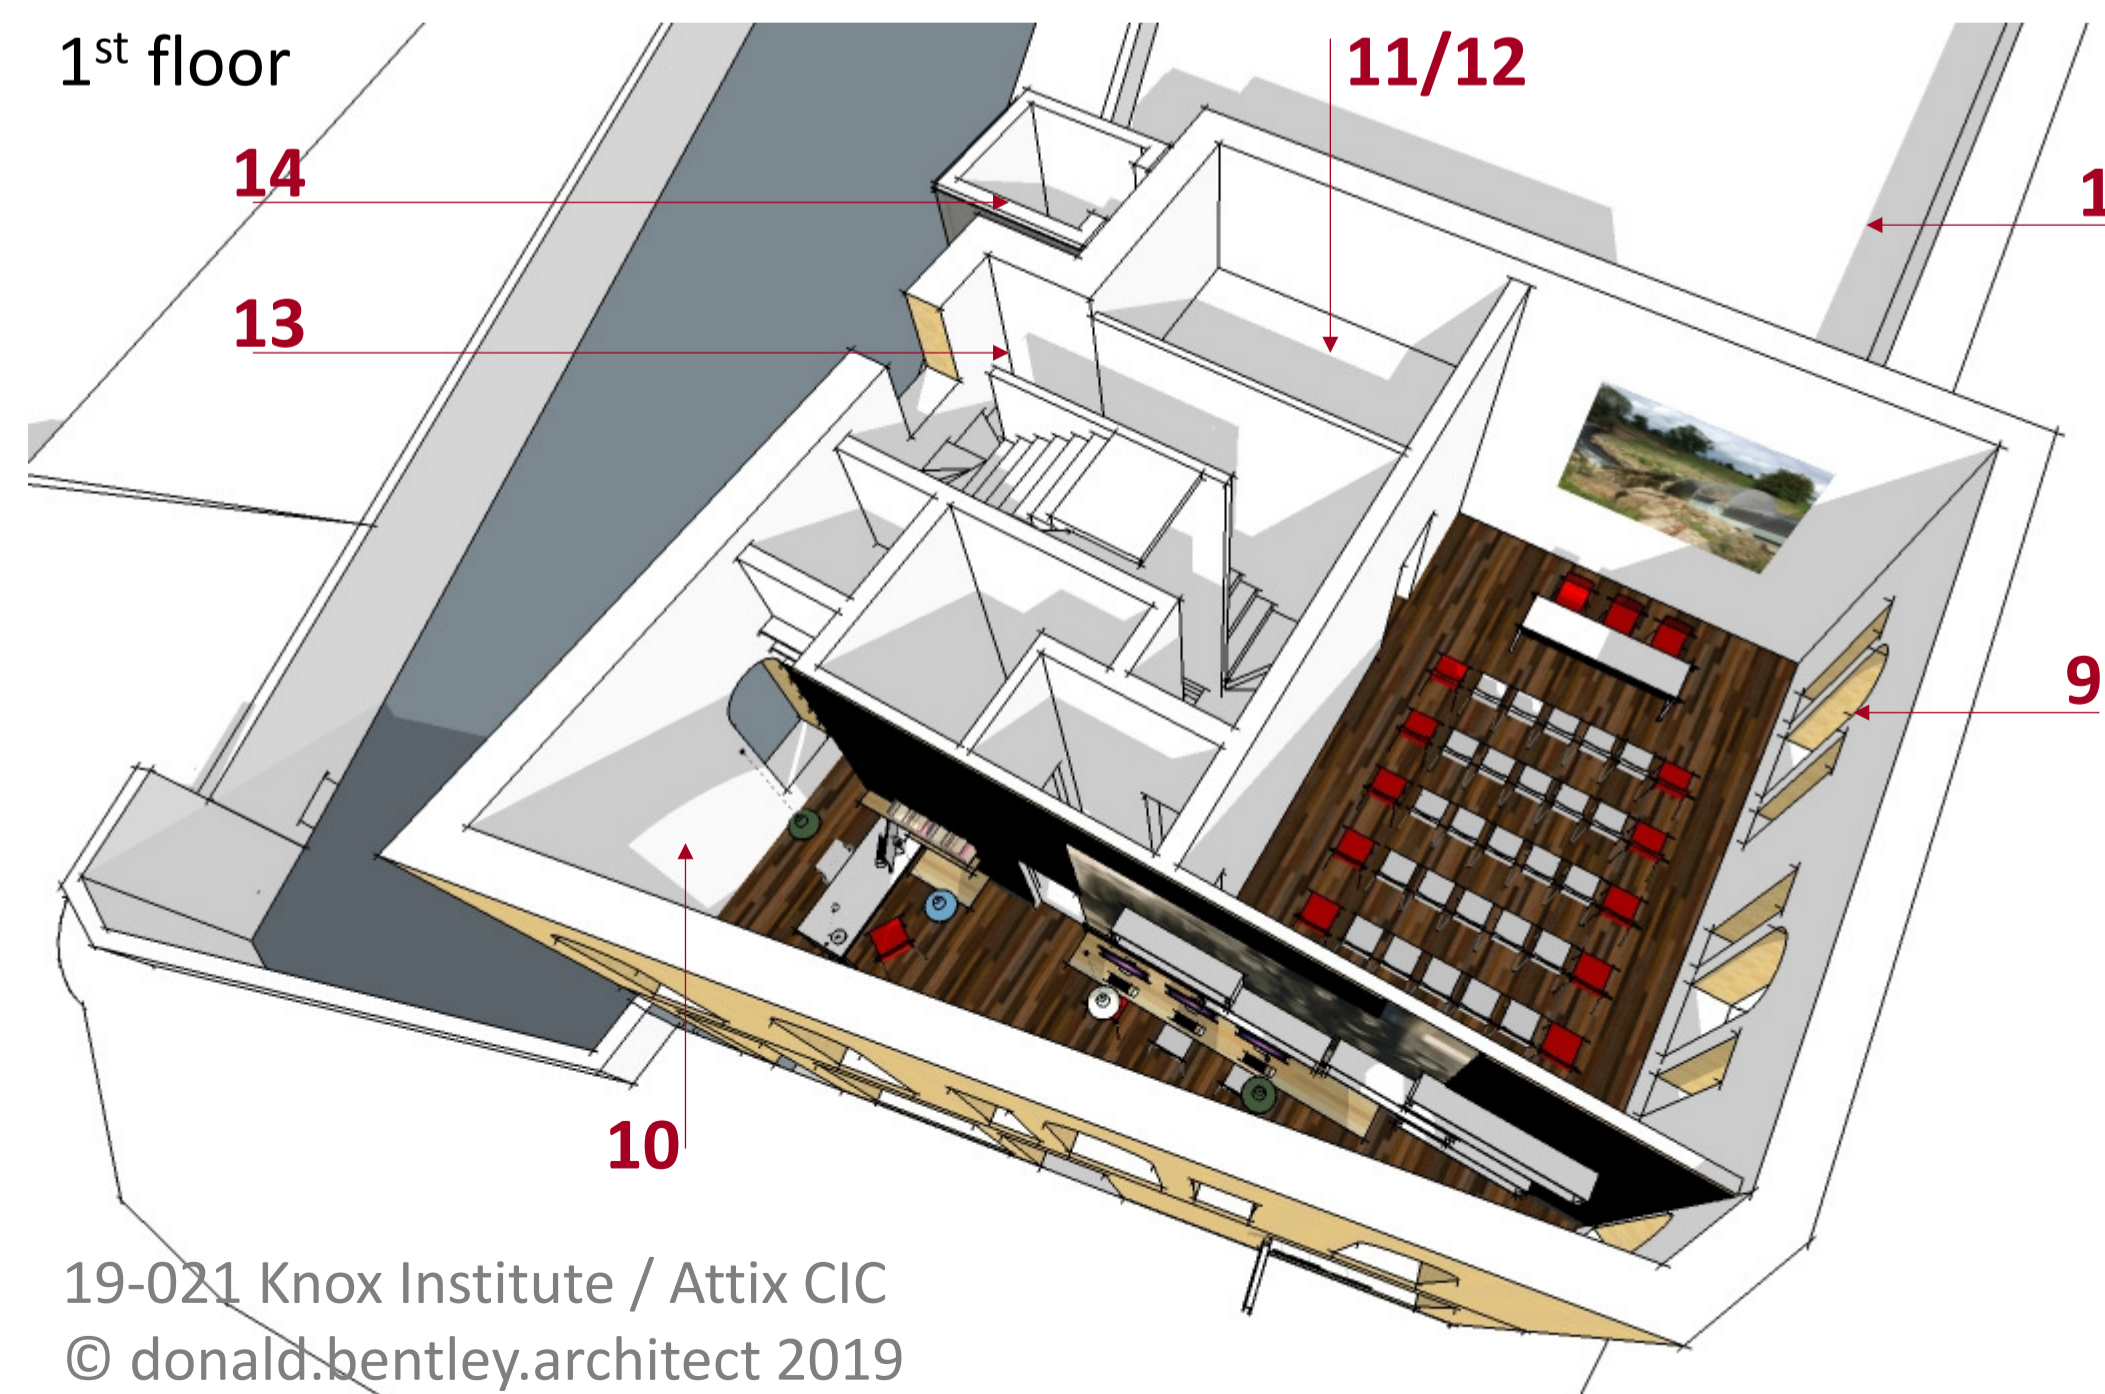 1st floor
11/12
14
1
13
9
10
19-021 Knox Institute / Attix CIC
© donald.bentley.architect 2019